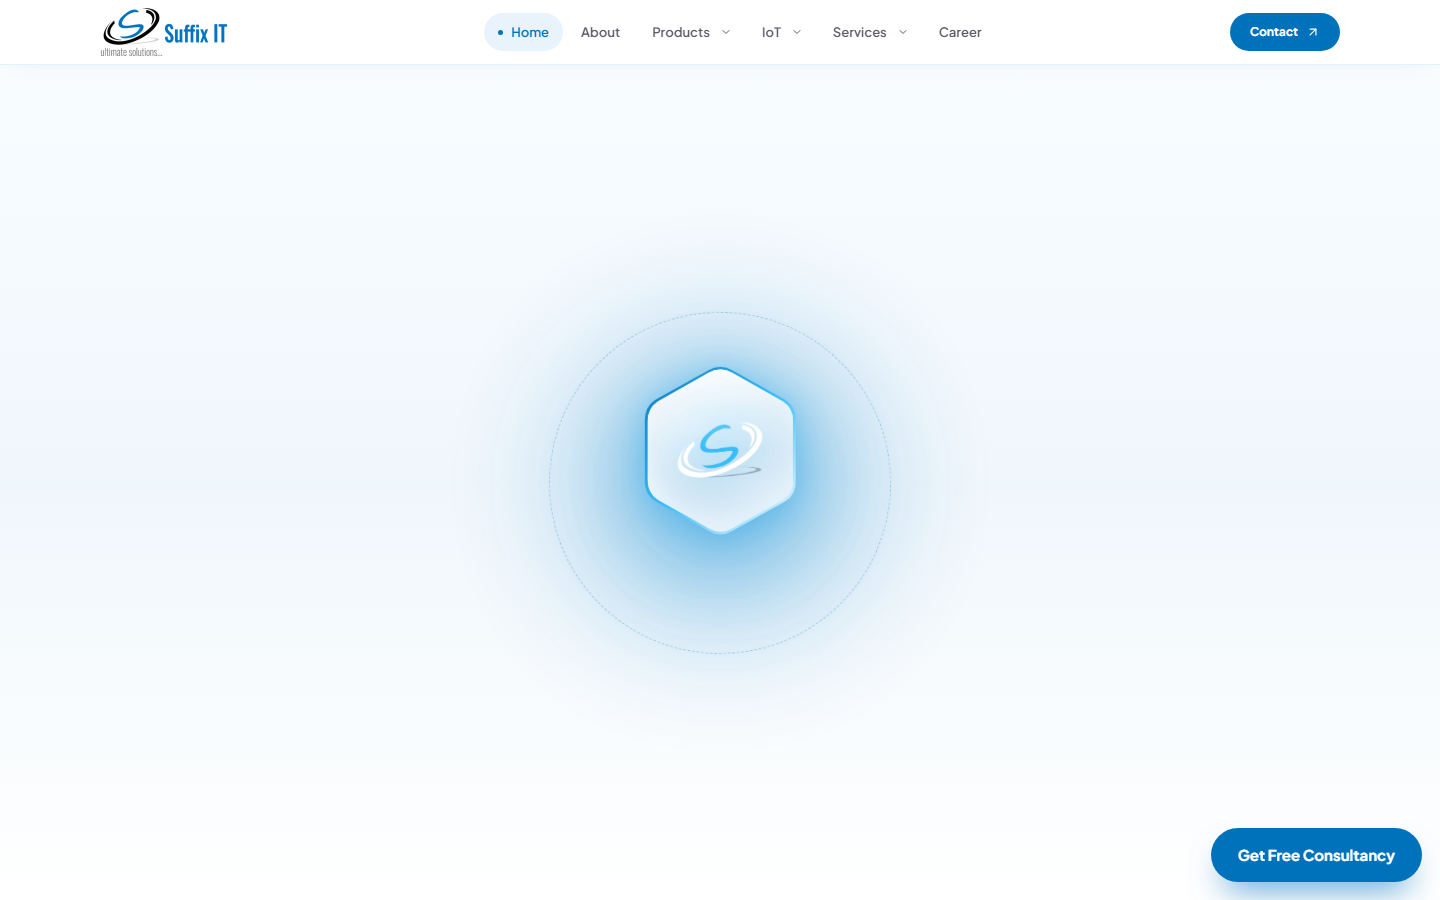 Suffix IT
ultimate solutions...
Home
About
Products
IoT
Services
Career
Contact
Get Free Consultancy